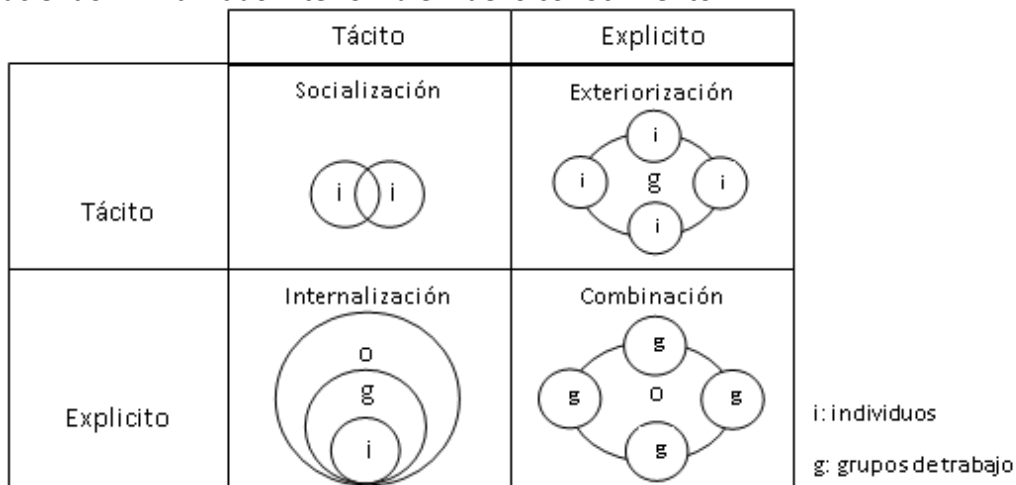 Tácito Explicito
Socialización Exteriorización
i
i i i g i
Tácito
i
Internalización Combinación
o g
g g o g
Explicito
i g
i: individuos
g: grupos de trabajo